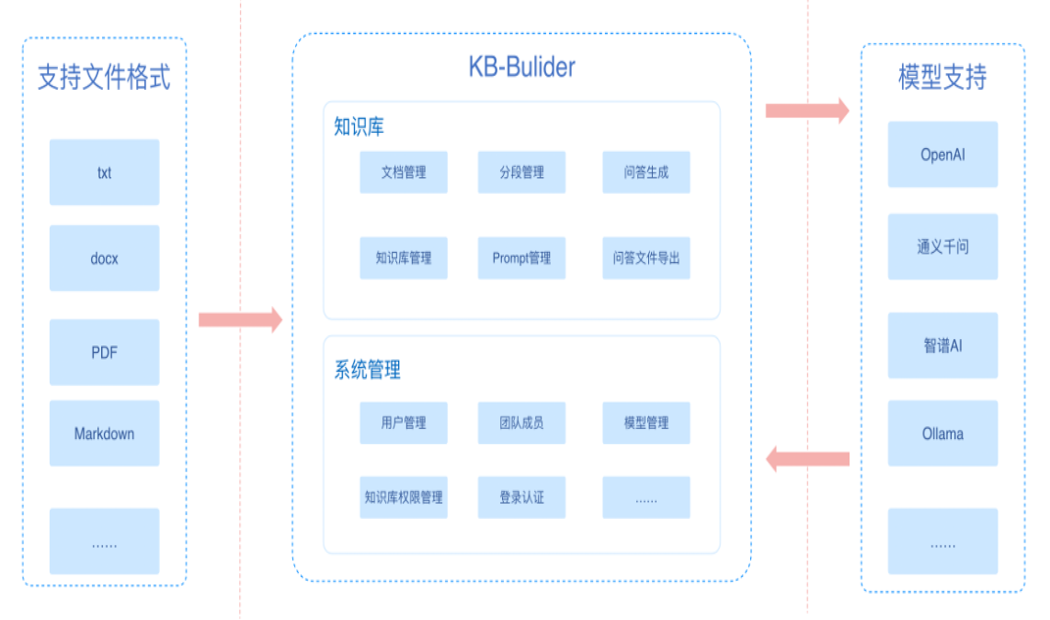 支持文件格式
txt
docx
PDF
Markdown
......
KB-Bulider
知识库
文档管理
分段管理
问答生成
知识库管理
Prompt管理
问答文件导出
系统管理
用户管理
团队成员
模型管理
知识库权限管理
登录认证
......
模型支持
OpenAI
通义千问
智谱AI
Ollama
......